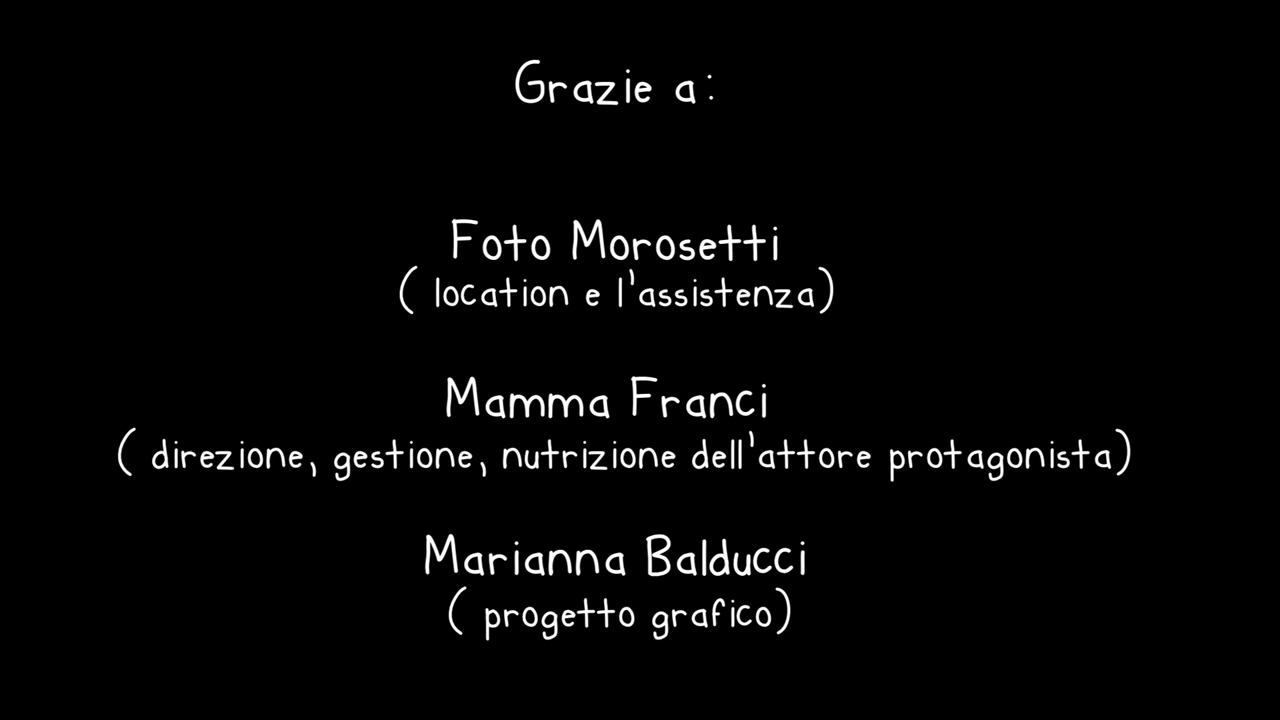 Grazie a:
Foto Morosetti
( location e l'assistenza)
Mamma Franci
( direzione, gestione, nutrizione dell'attore protagonista)
Marianna Balducci
( progetto grafico)